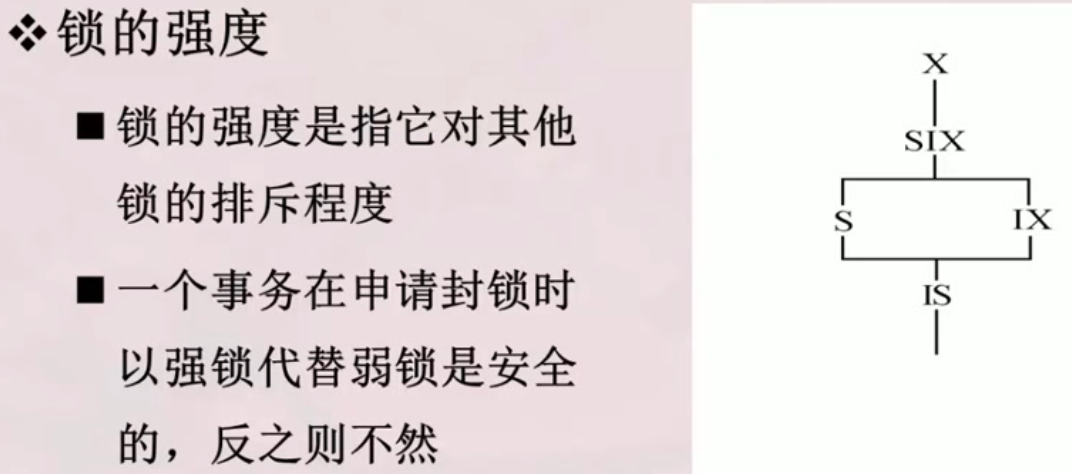 ❖锁的强度
■锁的强度是指它对其他
锁的排斥程度
■一个事务在申请封锁时
以强锁代替弱锁是安全
的，反之则不然
X
SIX
S IX
IS